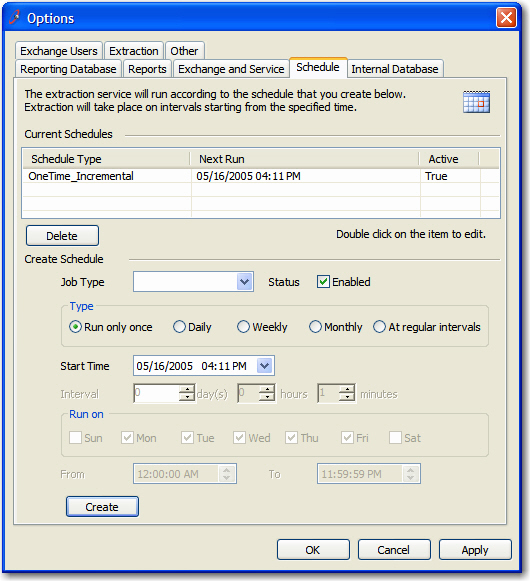 Options
Exchange Users Extraction Other
Reporting Database Reports Exchange and Service Schedule Internal Database
The extraction service will run according to the schedule that you create below.
Extraction will take place on intervals starting from the specified time.
Current Schedules
Schedule Type Next Run Active
OneTime_Incremental 05/16/2005 04:11 PM True
Delete Double click on the item to edit.
Create Schedule
Job Type Status Enabled
Type
Run only once Daily Weekly Monthly At regular intervals
Start Time 05/16/2005 04:11 PM
Interval 0 day(s) 0 hours 1 minutes
Run on
Sun Mon Tue Wed Thu Fri Sat
From 12:00:00 AM To 11:59:59 PM
Create
OK Cancel Apply